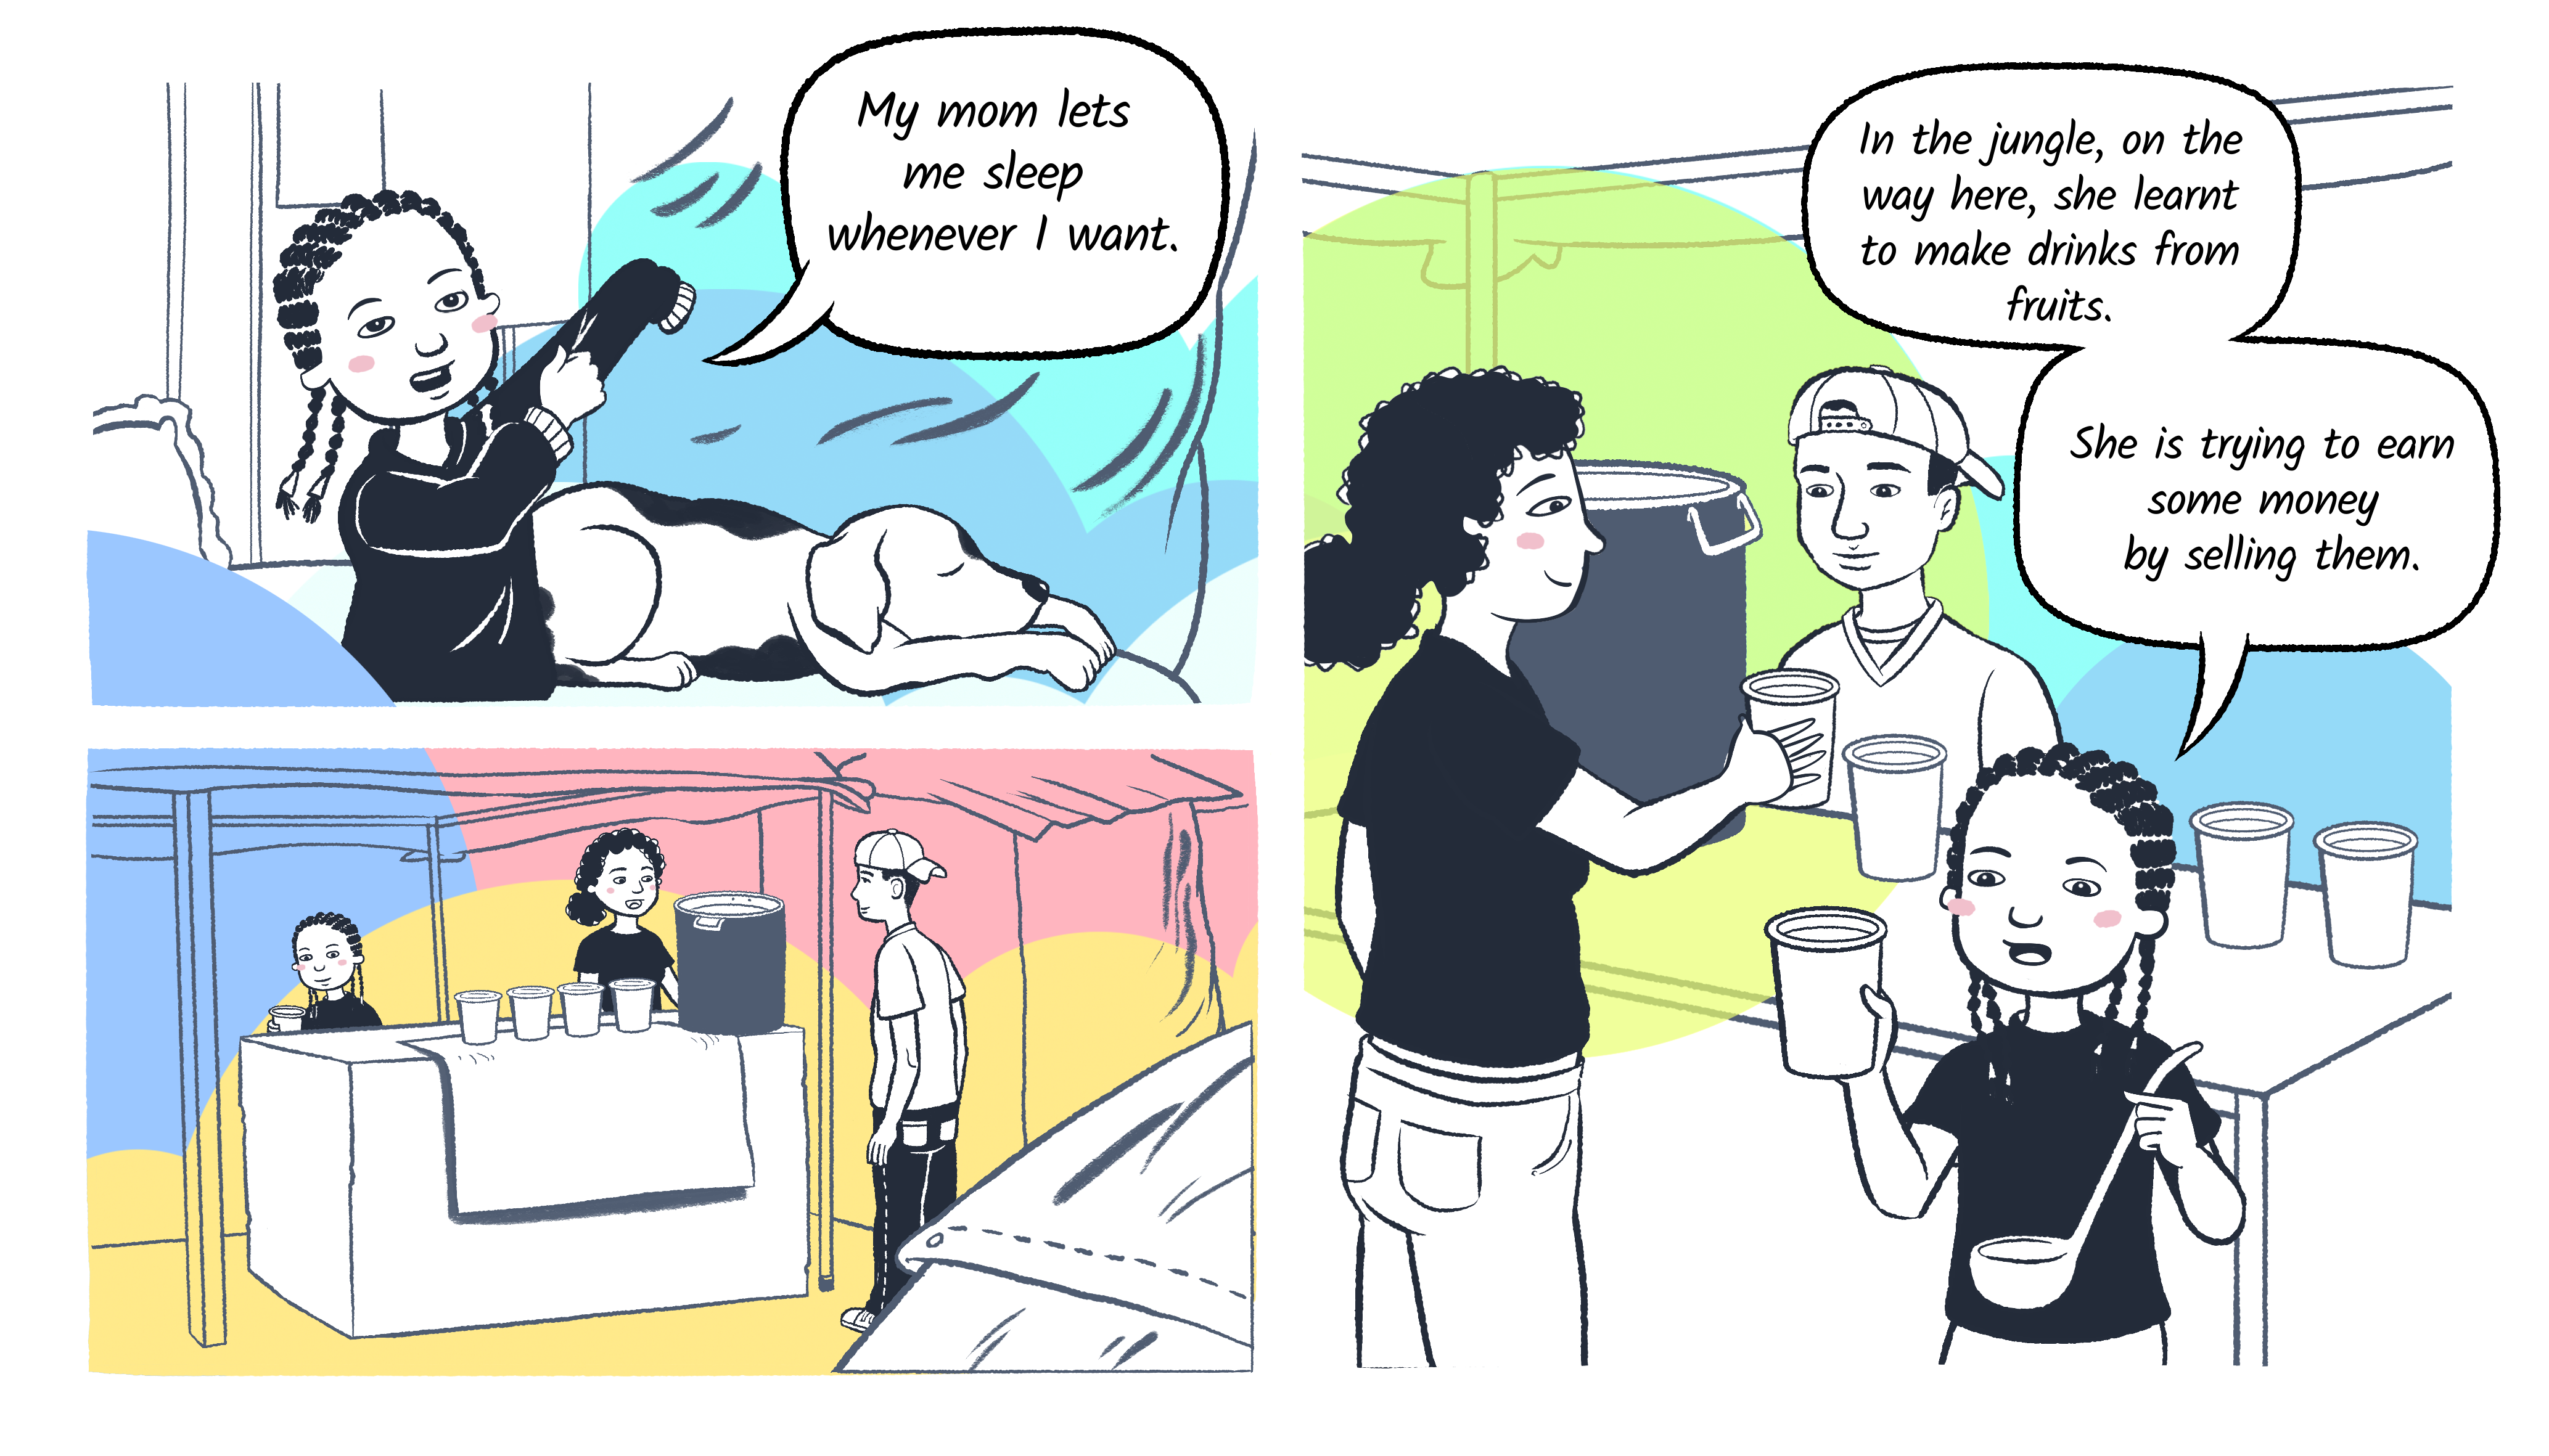 My mom lets
me sleep
whenever I want.
In the jungle, on the
way here, she learnt
to make drinks from
fruits.
She is trying to earn
some money
by selling them.